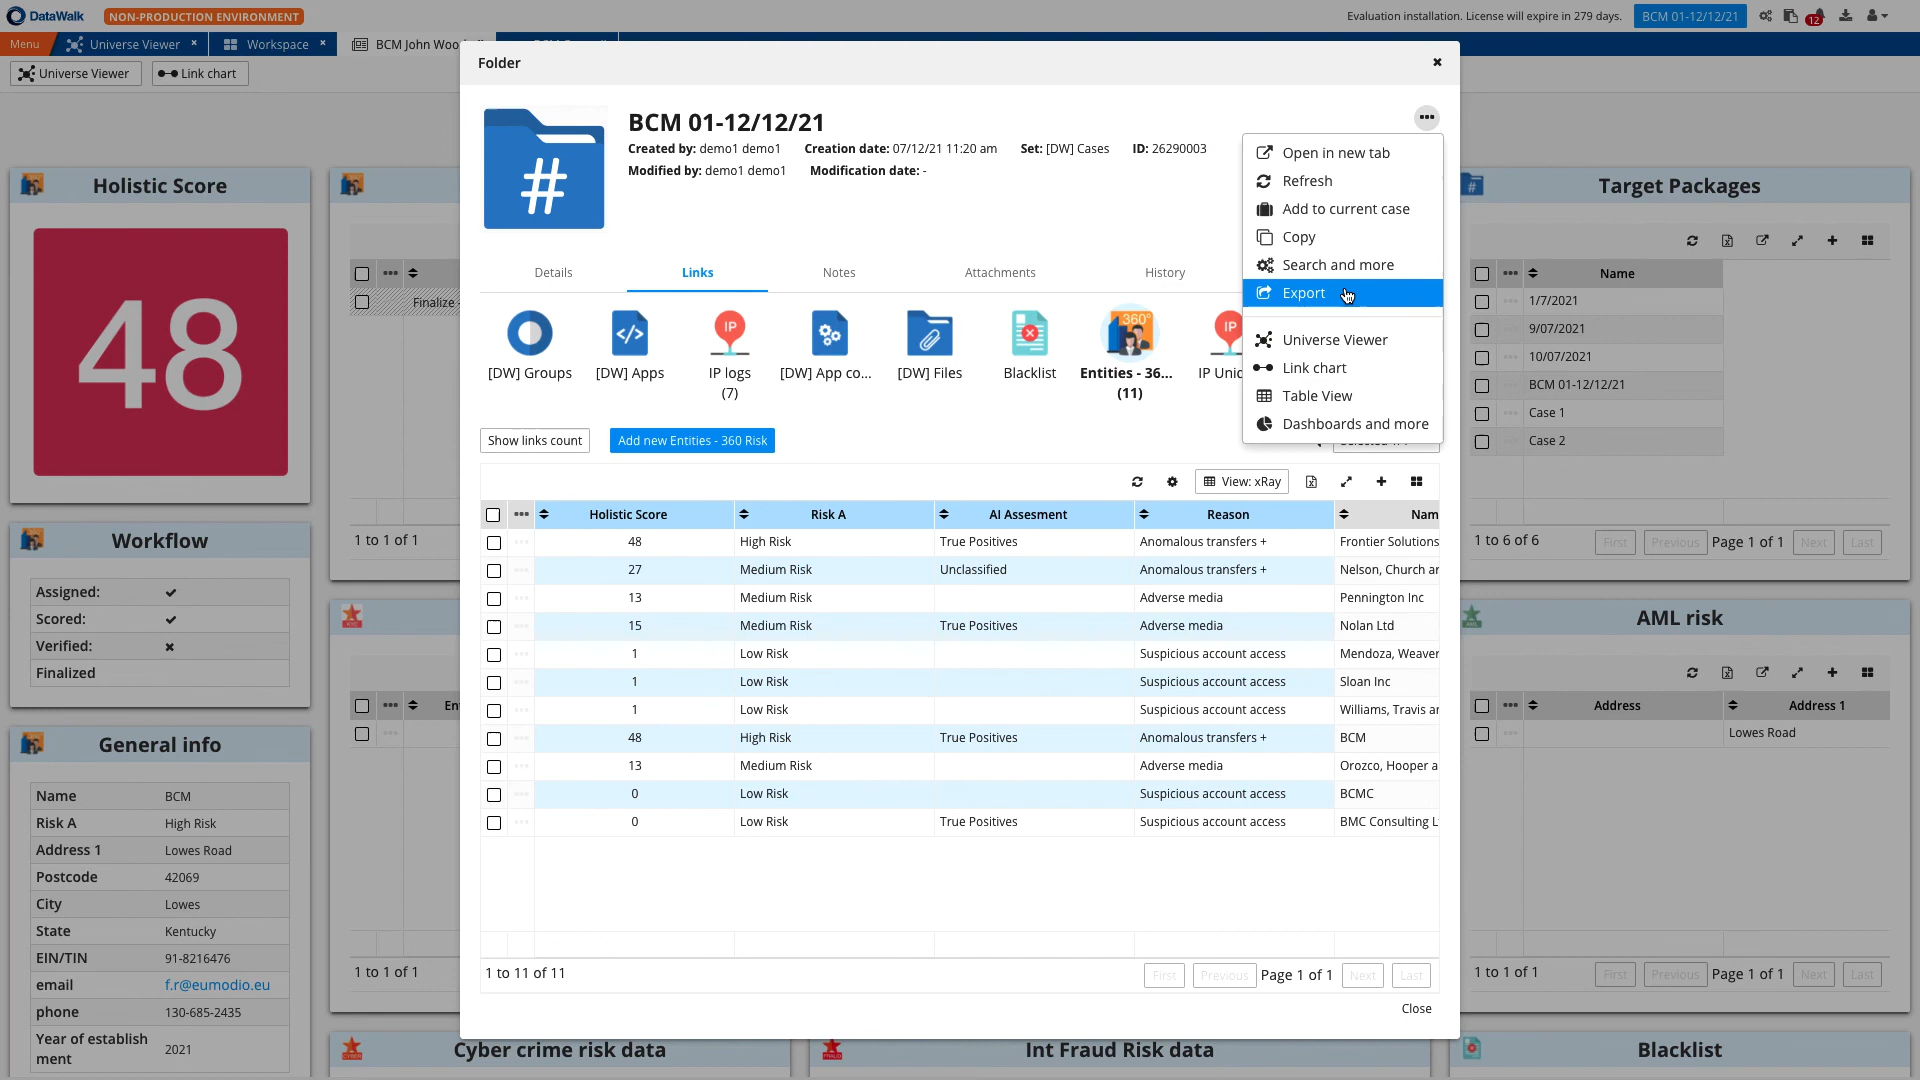 DataWalk
NON-PRODUCTION ENVIRONMENT
Evaluation installation. License will expire in 279 days.
BCM 01-12/12/21
12
Menu
Universe Viewer
Workspace
BCM John Woo
Universe Viewer
Link chart
Folder
BCM 01-12/12/21
Created by: demo1 demo1
Creation date: 07/12/21 11:20 am
Set: [DW] Cases
ID: 26290003
Modified by: demo1 demo1
Modification date: -
Open in new tab
Refresh
Add to current case
Copy
Search and more
Export
Universe Viewer
Link chart
Table View
Dashboards and more
Details
Links
Notes
Attachments
History
#
[DW] Groups
[DW] Apps
IP
IP logs
(7)
[DW] App co...
[DW] Files
Blacklist
360°
Entities - 36...
(11)
IP
Show links count
Add new Entities - 360 Risk
View: xRay
Holistic Score Risk A AI Assesment Reason Nam
48 High Risk True Positives Anomalous transfers + Frontier Solutions
27 Medium Risk Unclassified Anomalous transfers + Nelson, Church ar
13 Medium Risk Adverse media Pennington Inc
15 Medium Risk True Positives Adverse media Nolan Ltd
1 Low Risk Suspicious account access Mendoza, Weaver
1 Low Risk Suspicious account access Sloan Inc
1 Low Risk Suspicious account access Williams, Travis ar
48 High Risk True Positives Anomalous transfers + BCM
13 Medium Risk Adverse media Orozco, Hooper a
0 Low Risk Suspicious account access BCMC
0 Low Risk True Positives Suspicious account access BMC Consulting L
1 to 11 of 11
First Previous Page 1 of 1 Next Last
Close
Holistic Score
48
Workflow
Assigned:
Scored:
Verified:
Finalized
General info
Name BCM
Risk A High Risk
Address 1 Lowes Road
Postcode 42069
City Lowes
State Kentucky
EIN/TIN 91-8216476
email f.r@eumodio.eu
phone 130-685-2435
Year of establish
ment 2021
Finalize -
1 to 1 of 1
En
1 to 1 of 1
Target Packages
Name
1/7/2021
9/07/2021
10/07/2021
BCM 01-12/12/21
Case 1
Case 2
1 to 6 of 6
First Previous Page 1 of 1 Next Last
AML risk
Address Address 1
Lowes Road
1 to 1 of 1
First Previous Page 1 of 1 Next Last
Cyber crime risk data
Int Fraud Risk data
Blacklist